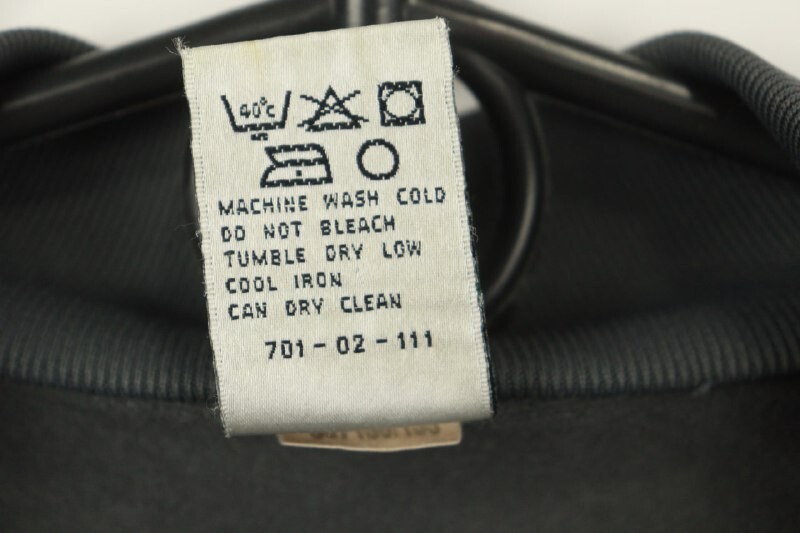 40°C
MACHINE WASH COLD
DO NOT BLEACH
TUMBLE DRY LOW
COOL IRON
CAN DRY CLEAN
701-02-111